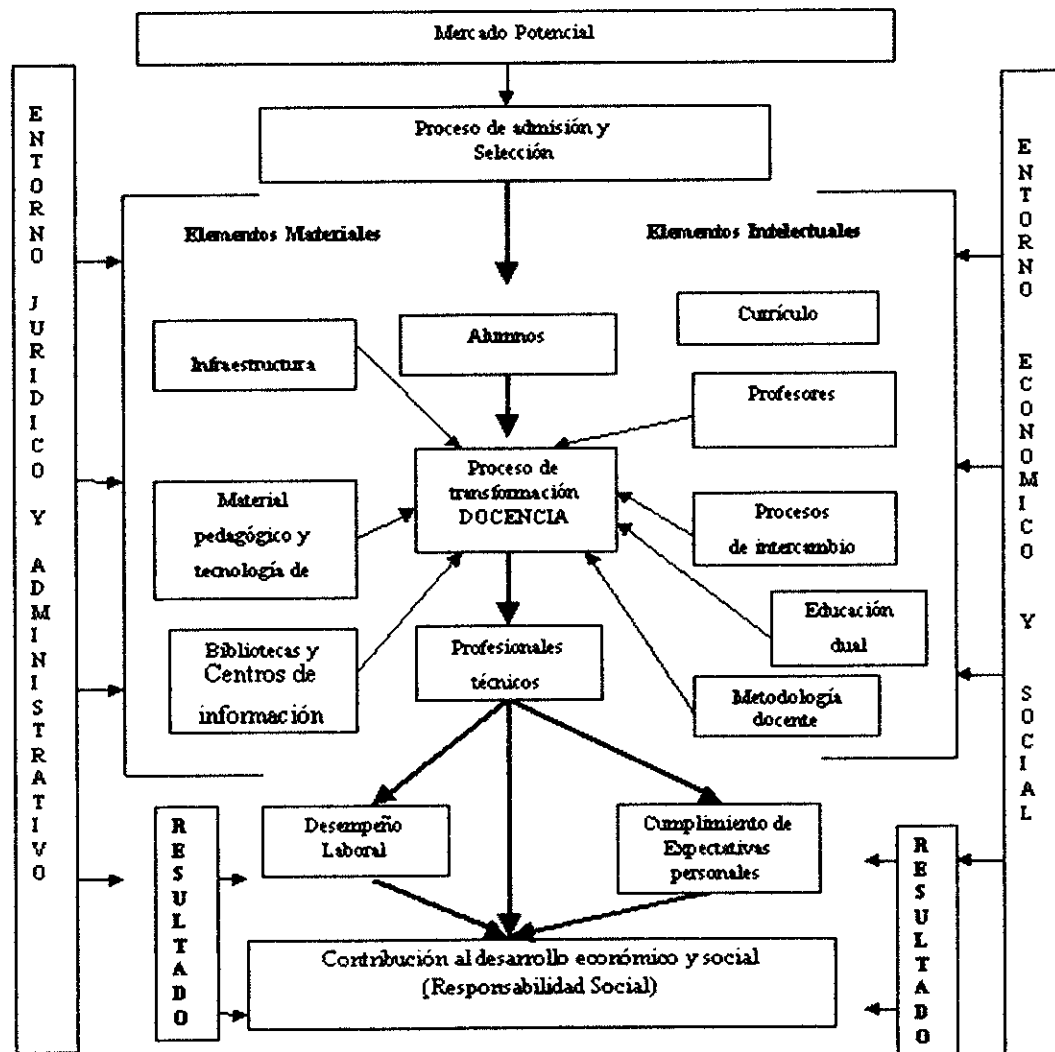 Mercado Potencial
Proceso de admisión y
Selección
ENTORNO JURIDICO Y ADMINISTRATIVO
ENTORNO ECONOMICO Y SOCIAL
Elementos Materiales
Elementos Intelectuales
Infraestructura
Alumnos
Currículo
Profesores
Material
pedagógico y
tecnología de
Proceso de
transformación
DOCENCIA
Procesos
de intercambio
Educación
dual
Bibliotecas y
Centros de
información
Profesionales
técnicos
Metodología
docente
RESULTADO
Desempeño
Laboral
Cumplimiento de
Expectativas
personales
RESULTADO
Contribución al desarrollo económico y social
(Responsabilidad Social)